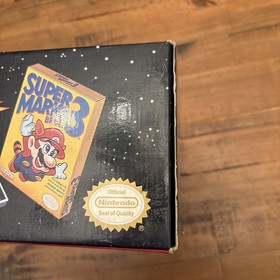 SUPER
MARIO
BROS.
3
Official
Nintendo
Seal of Quality
®